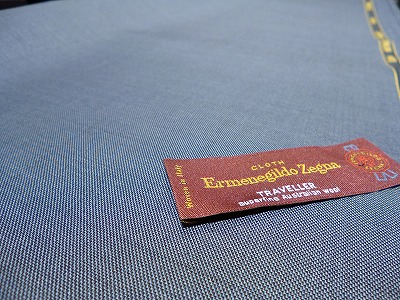 Woven in Italy
CLOTH
Ermenegildo Zegna
TRAVELLER
superfine Australian wool